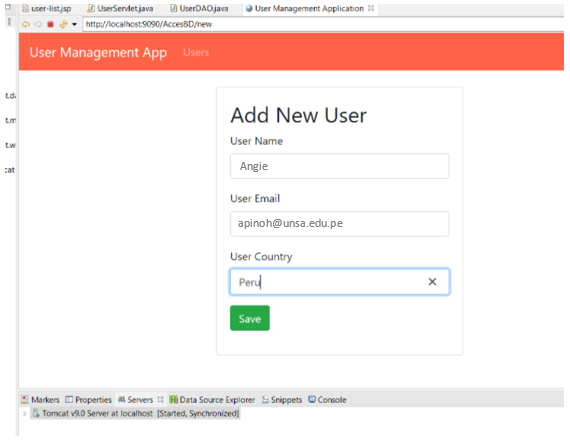 user-list.jsp UserServlet.java UserDAO.java User Management Application
http://localhost:9090/AccesBD/new
User Management App Users
Add New User
User Name
Angie
User Email
apinoh@unsa.edu.pe
User Country
Peru
Save
t.da
t.m
t.w
cat
Markers Properties Servers Data Source Explorer Snippets Console
Tomcat v9.0 Server at localhost [Started, Synchronized]